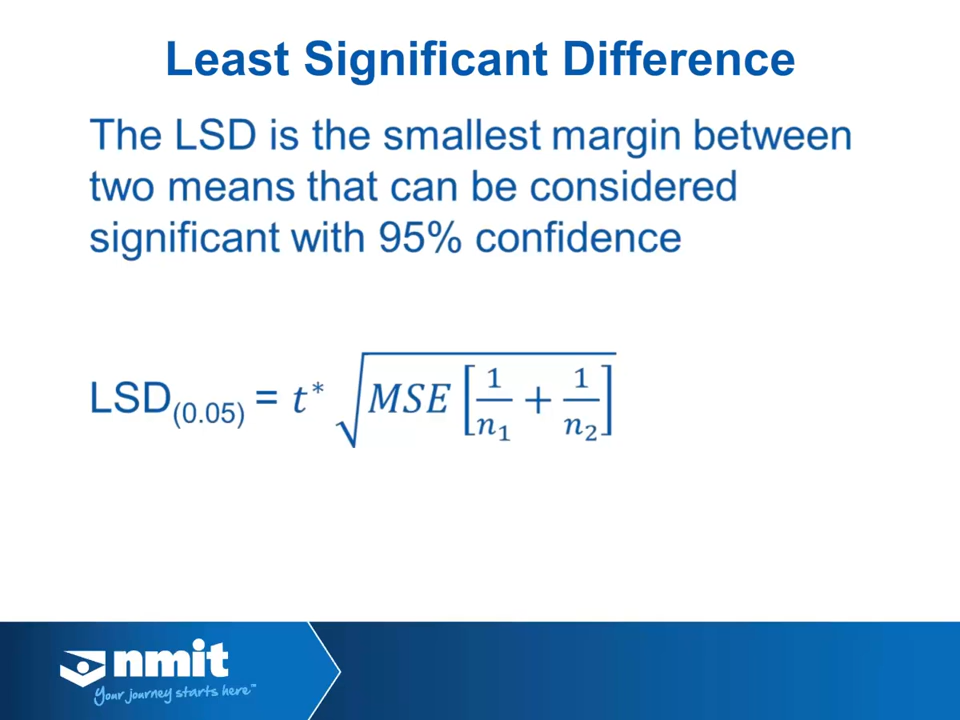 Least Significant Difference
The LSD is the smallest margin between
two means that can be considered
significant with 95% confidence
LSD(0.05) = t* √MSE [1/n₁ + 1/n₂]
nmit
Your journey starts here™